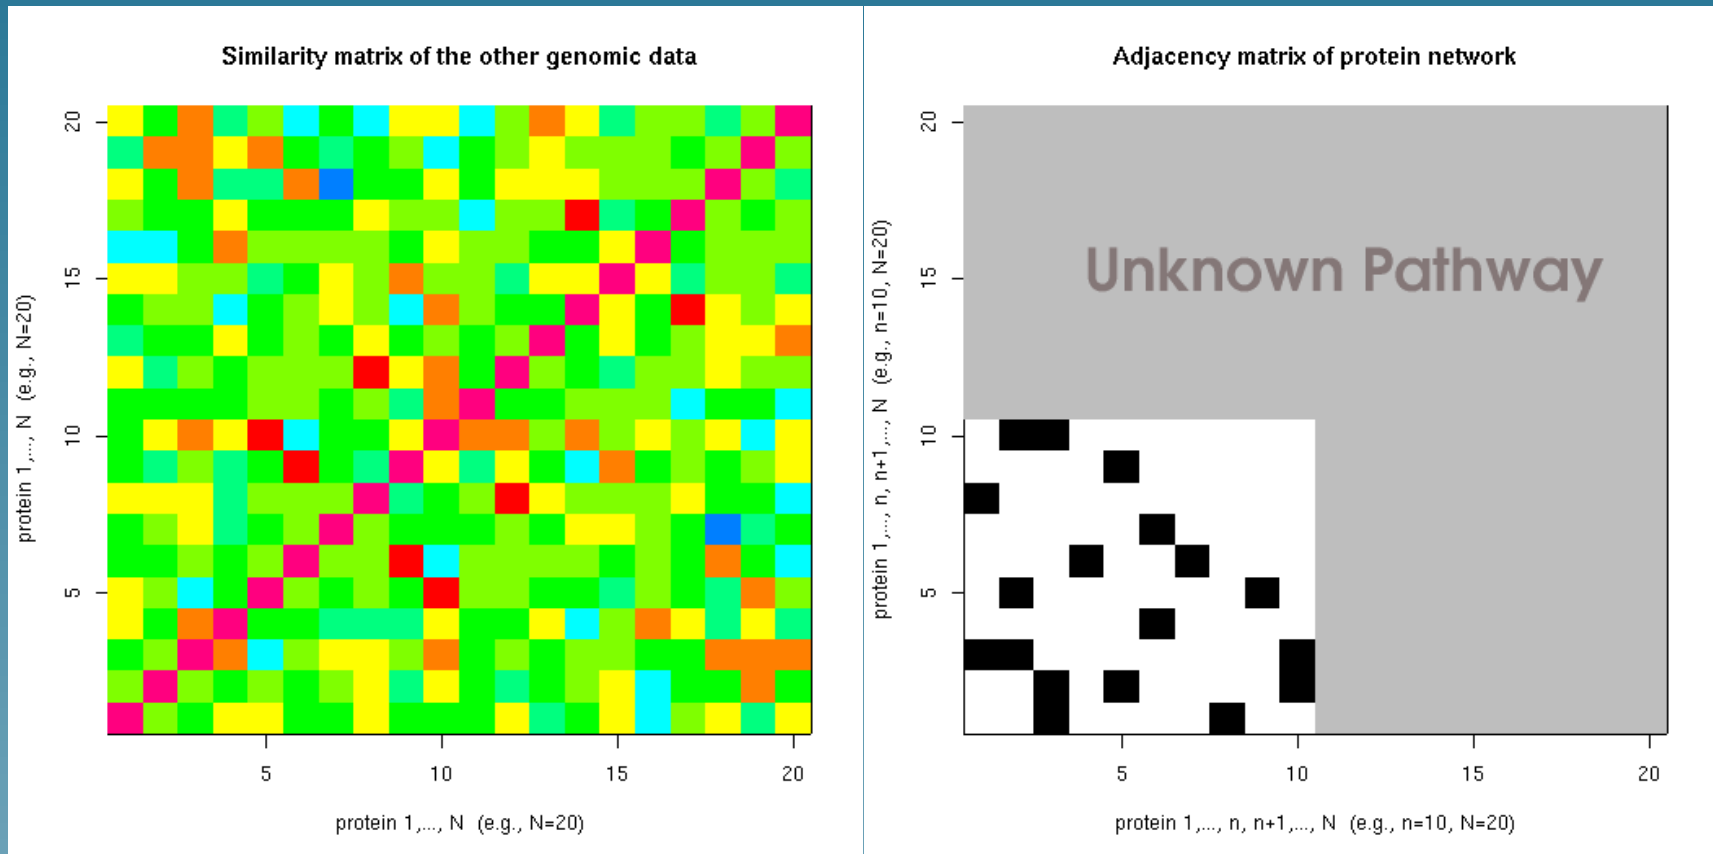 Similarity matrix of the other genomic data
20
15
10
5
protein 1,..., N (e.g., N=20)
5 10 15 20
protein 1,..., N (e.g., N=20)
Adjacency matrix of protein network
20
15
10
5
protein 1,..., n, n+1,..., N (e.g., n=10, N=20)
Unknown Pathway
5 10 15 20
protein 1,..., n, n+1,..., N (e.g., n=10, N=20)